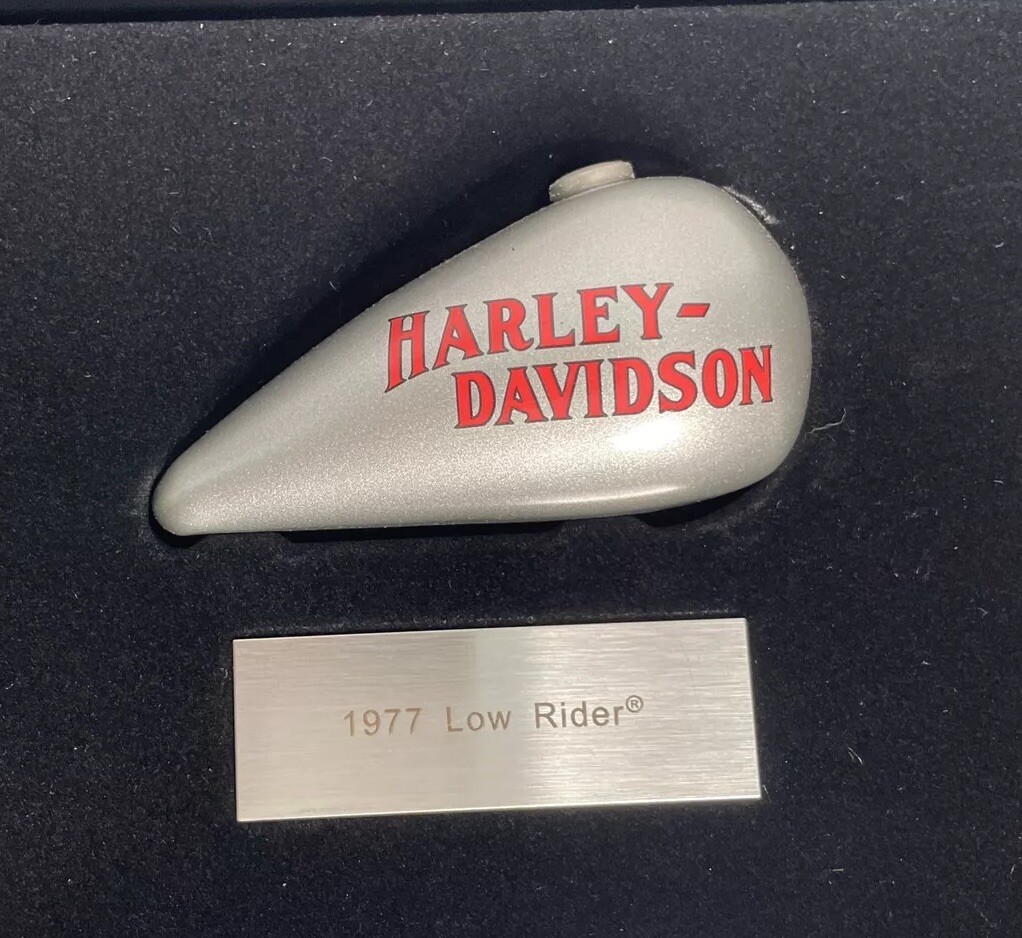 HARLEY-
DAVIDSON
1977 Low Rider®